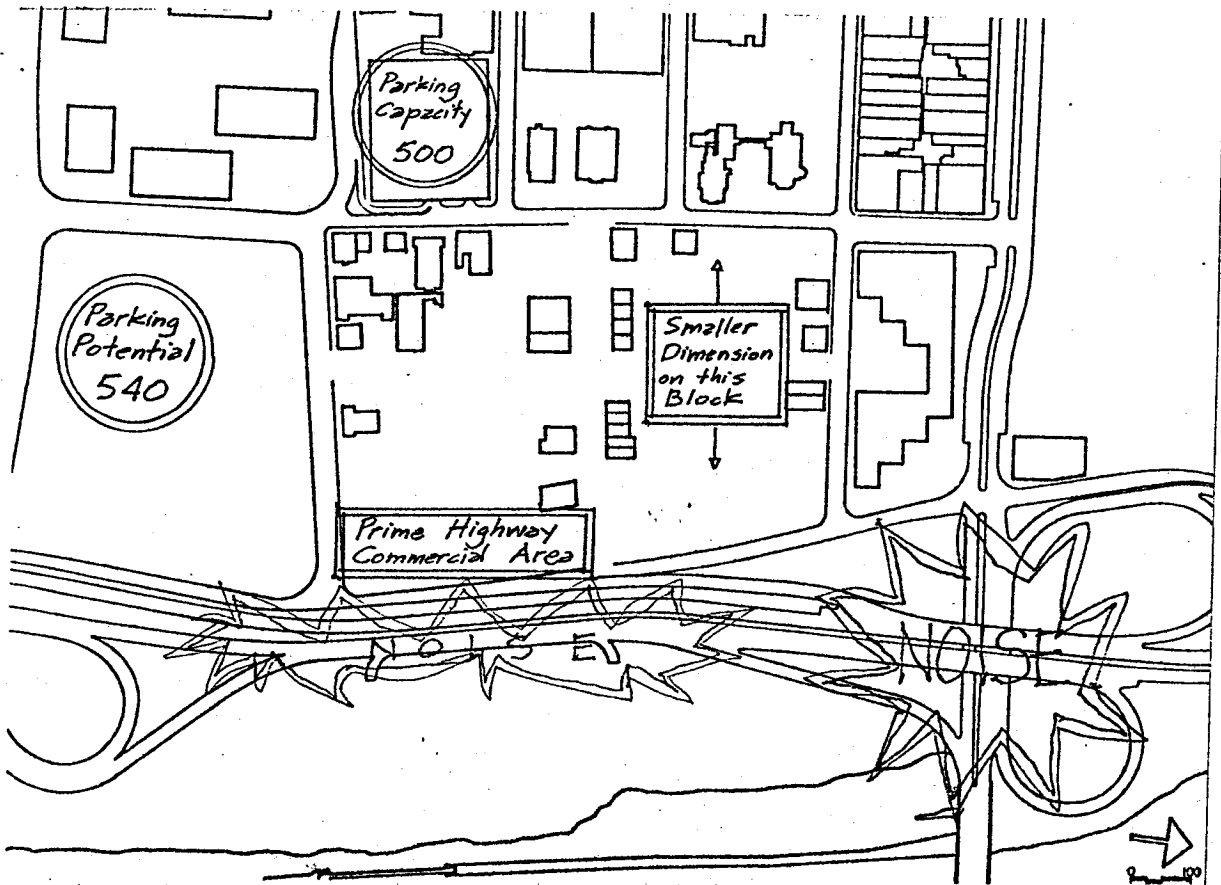 Parking
Capacity
500
Parking
Potential
540
Smaller
Dimension
on this
Block
Prime Highway
Commercial Area
NOISE
NOISE
100